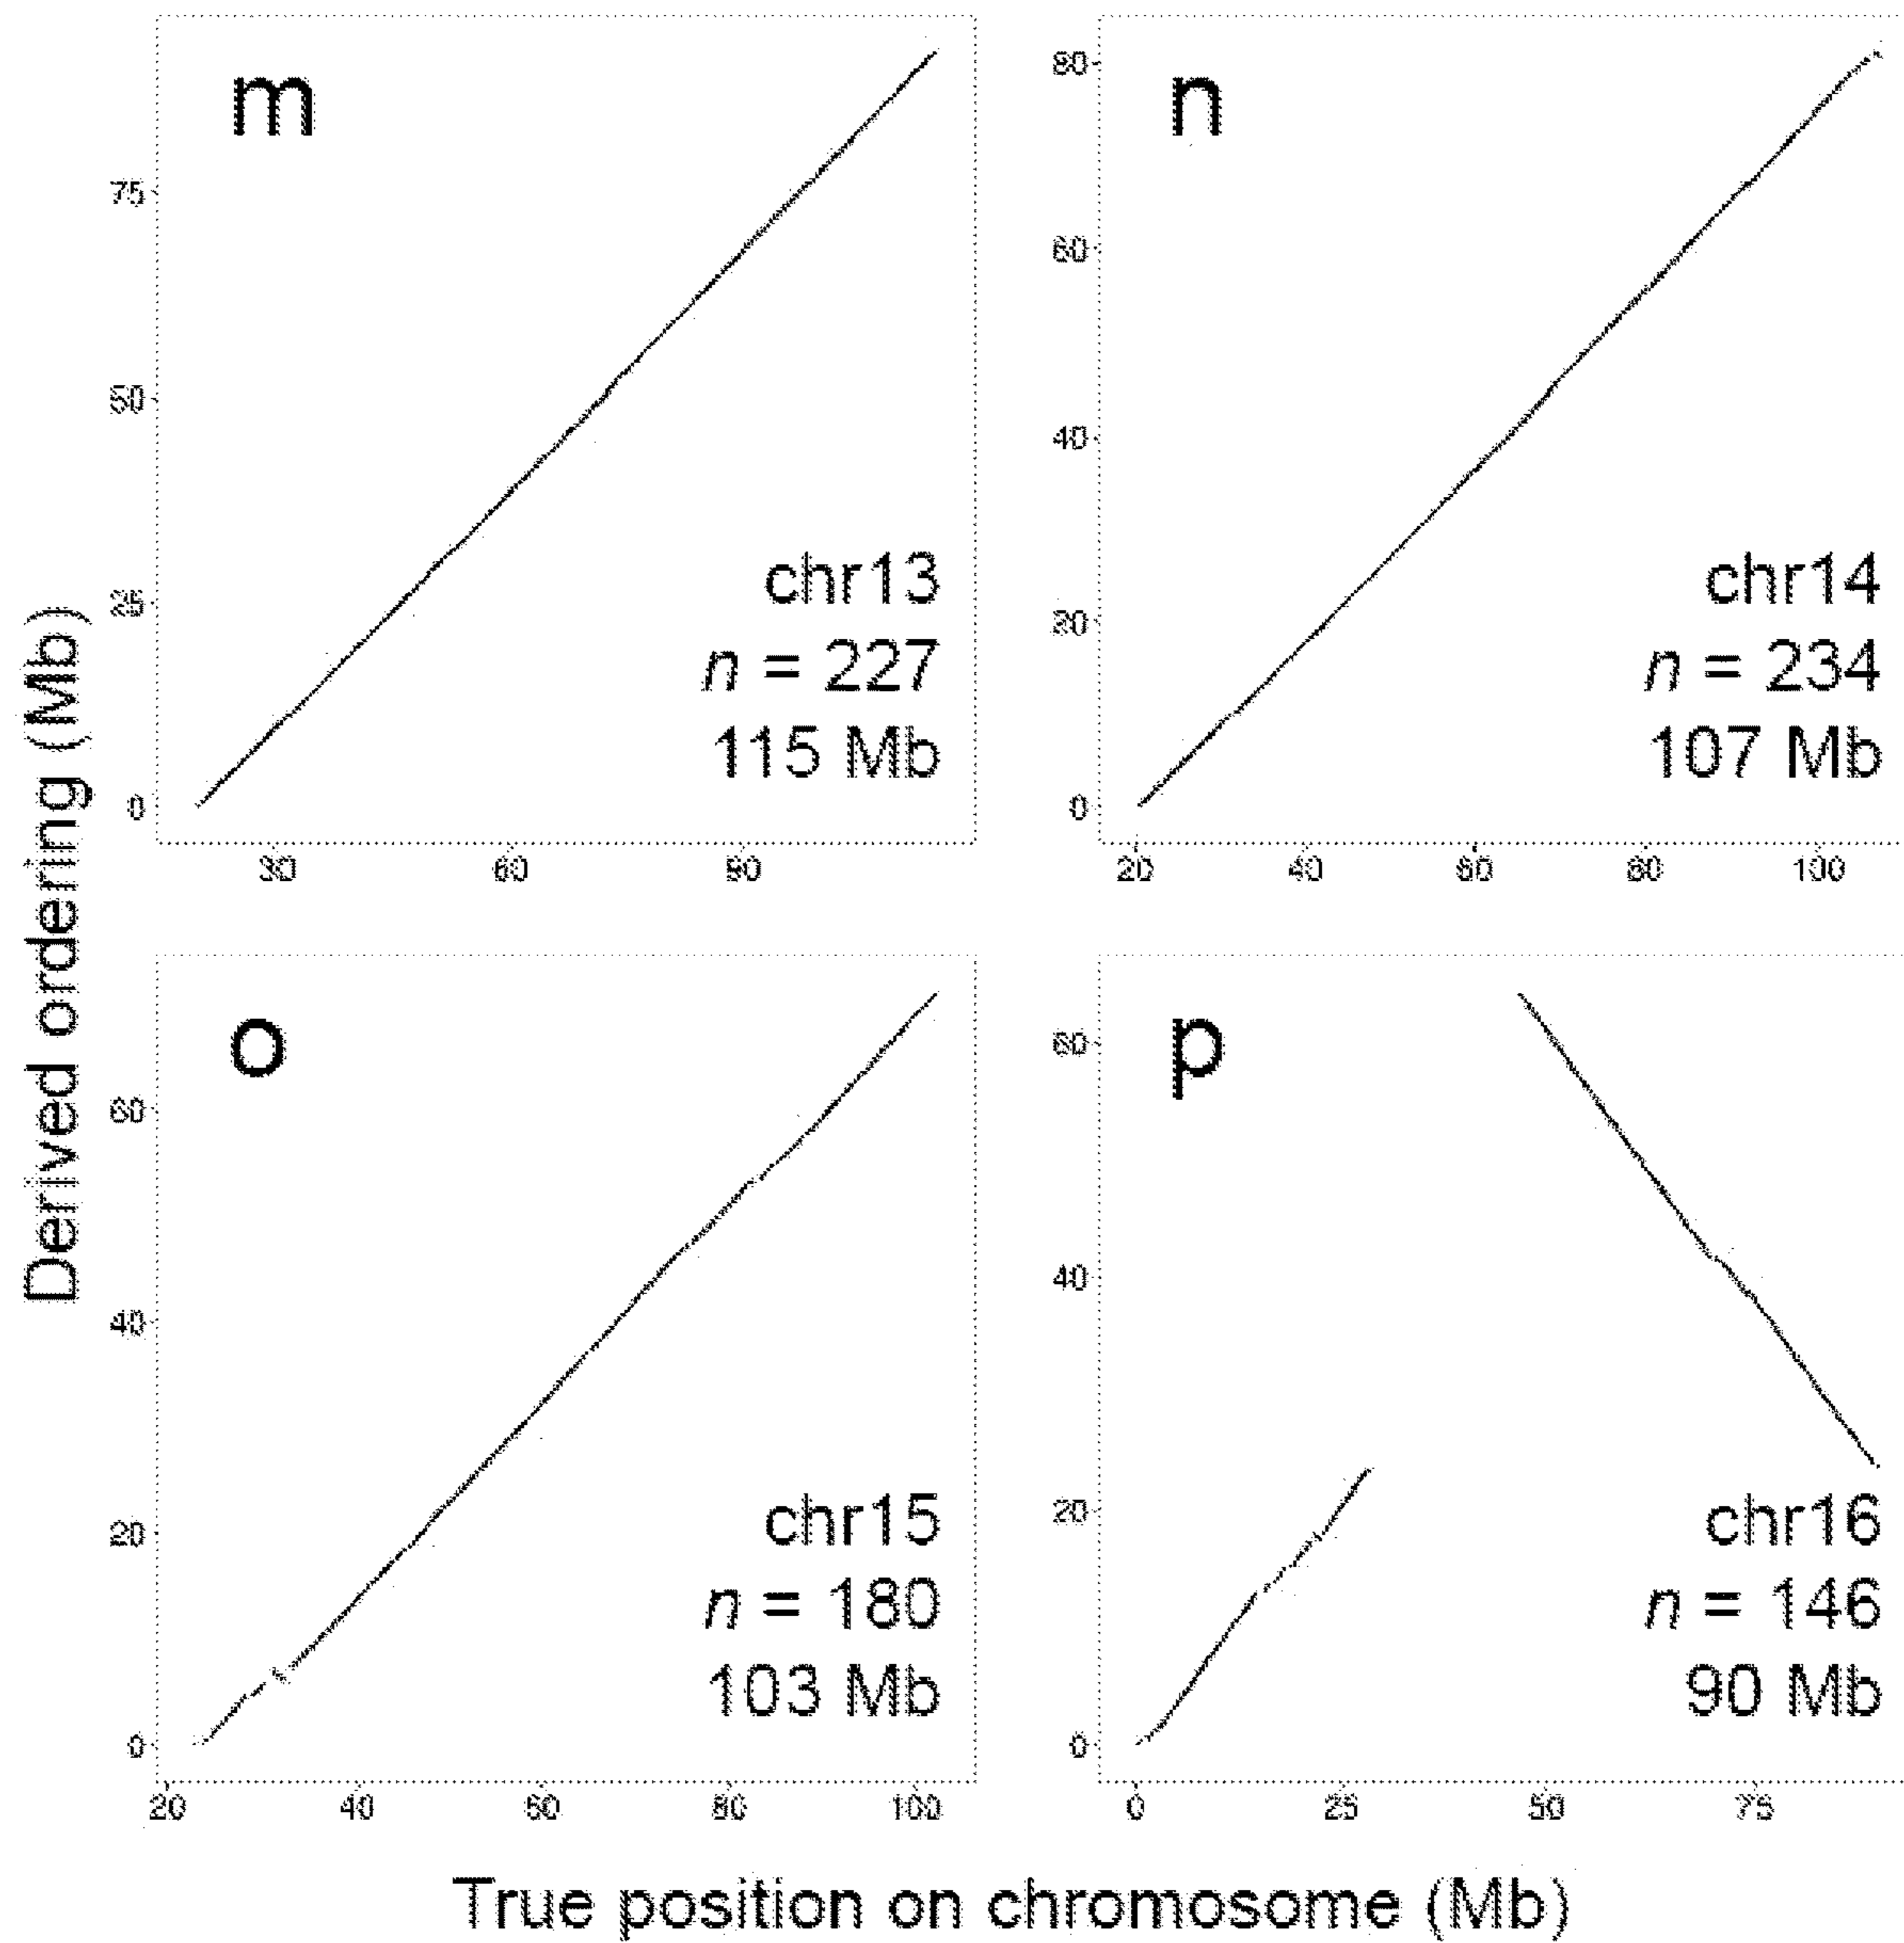 Derived ordering (Mb)
m
75
50
25
0
chr13
n = 227
115 Mb
30
60
90
n
80
60
40
20
0
chr14
n = 234
107 Mb
20
40
60
80
100
o
60
40
20
0
chr15
n = 180
103 Mb
20
40
60
80
100
p
60
40
20
0
chr16
n = 146
90 Mb
0
25
50
75
True position on chromosome (Mb)